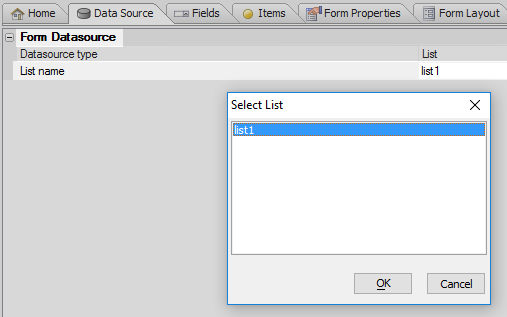 Home Data Source Fields Items Form Properties Form Layout
Form Datasource
Datasource type List
List name list1
Select List
list1
OK Cancel